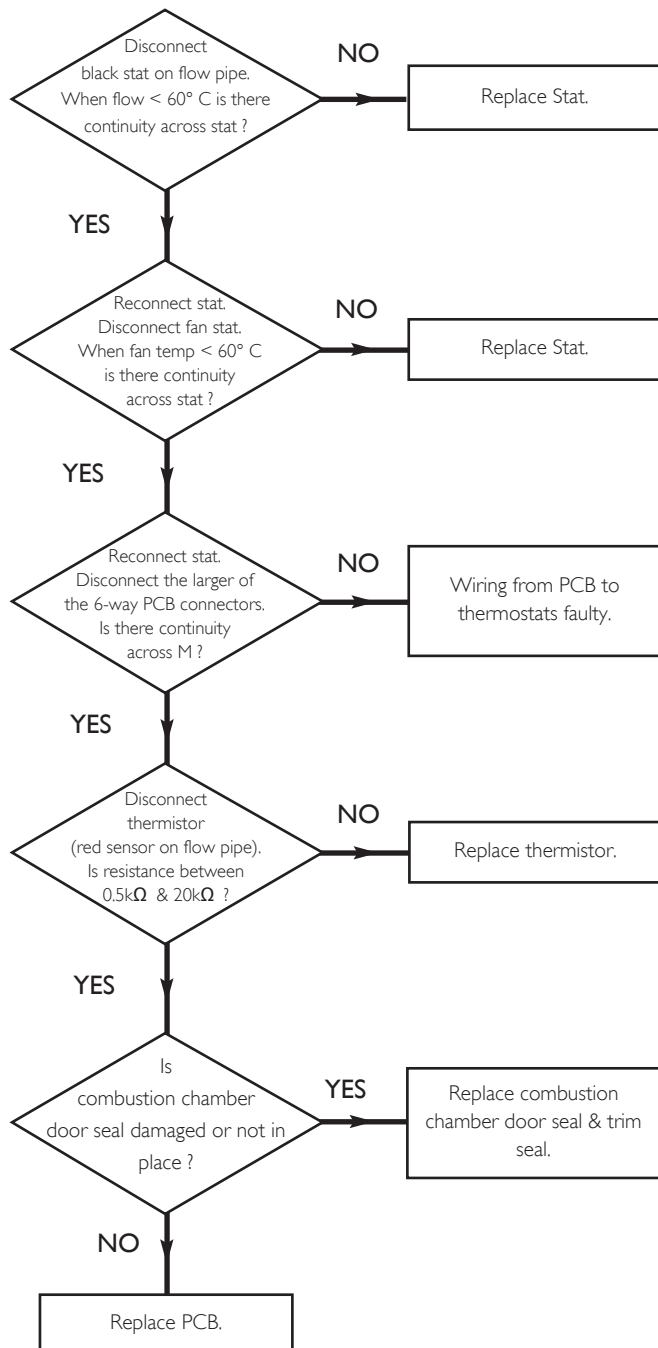 Disconnect
black stat on flow pipe.
When flow < 60° C is there
continuity across stat ?
NO
Replace Stat.
YES
Reconnect stat.
Disconnect fan stat.
When fan temp < 60° C
is there continuity
across stat ?
NO
Replace Stat.
YES
Reconnect stat.
Disconnect the larger of
the 6-way PCB connectors.
Is there continuity
across M ?
NO
Wiring from PCB to
thermostats faulty.
YES
Disconnect
thermistor
(red sensor on flow pipe).
Is resistance between
0.5kΩ & 20kΩ ?
NO
Replace thermistor.
YES
Is
combustion chamber
door seal damaged or not in
place ?
YES
Replace combustion
chamber door seal & trim
seal.
NO
Replace PCB.